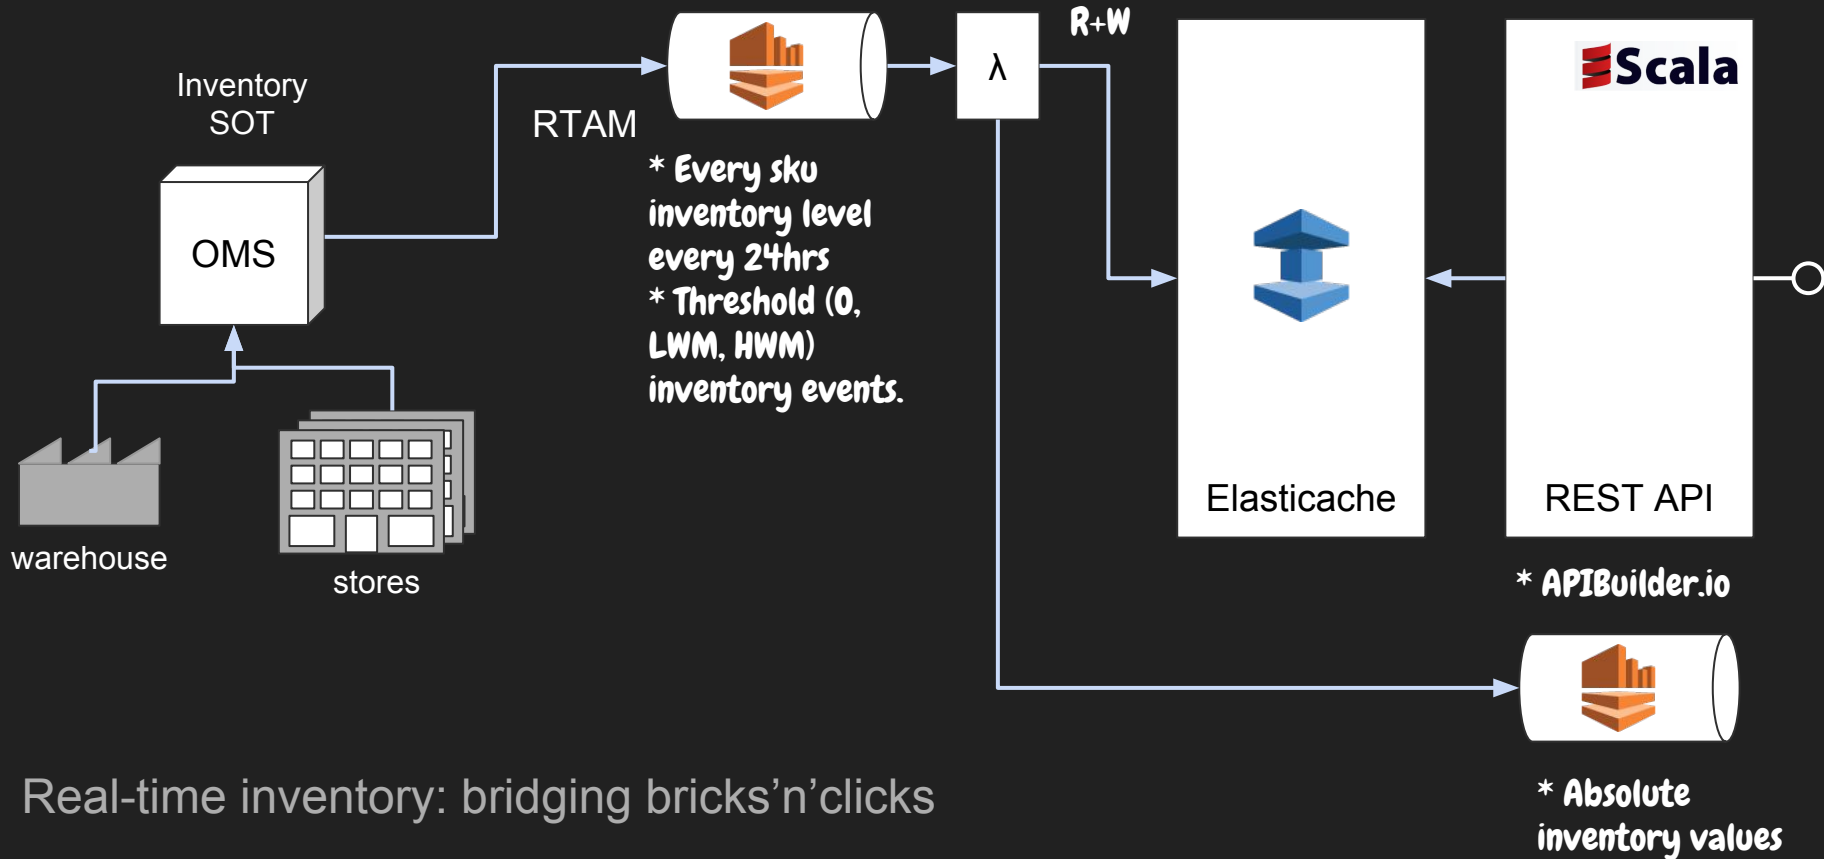 R+W
Scala
Inventory
SOT
λ
RTAM
* Every sku
inventory level
every 24hrs
* Threshold (0,
LWM, HWM)
inventory events.
OMS
Elasticache
REST API
warehouse
stores
* APIBuilder.io
Real-time inventory: bridging bricks’n’clicks
* Absolute
inventory values